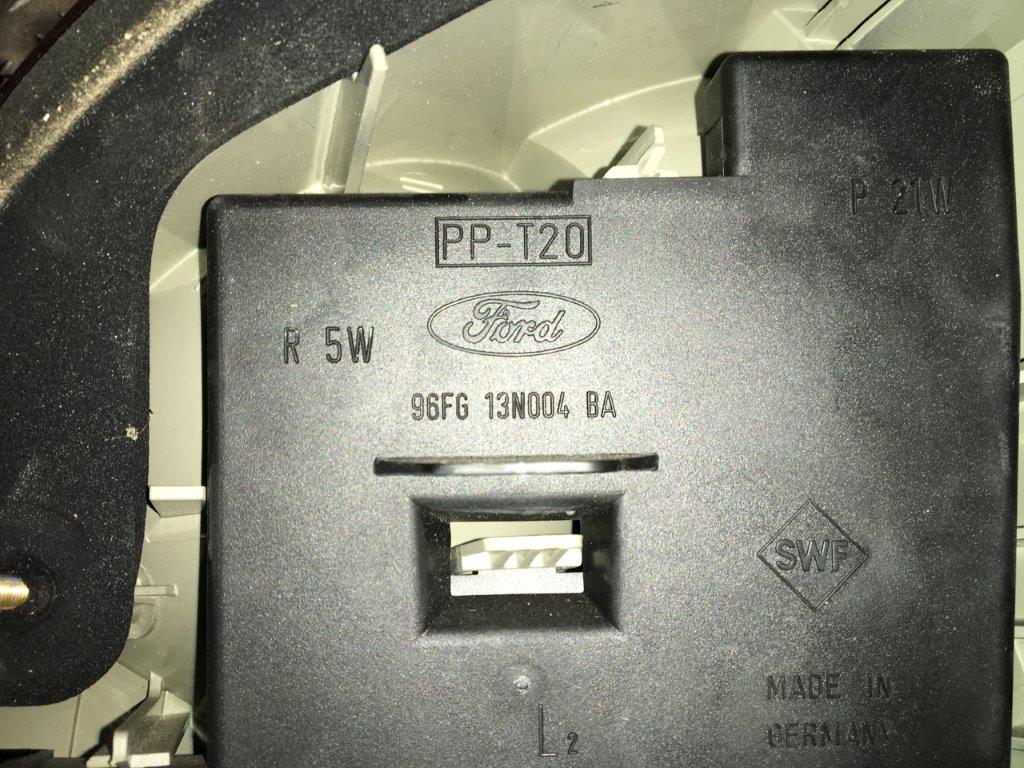 P 21W
PP-T20
Ford
R 5W
96FG 13N004 BA
SWF
MADE IN
GERMANY
L2